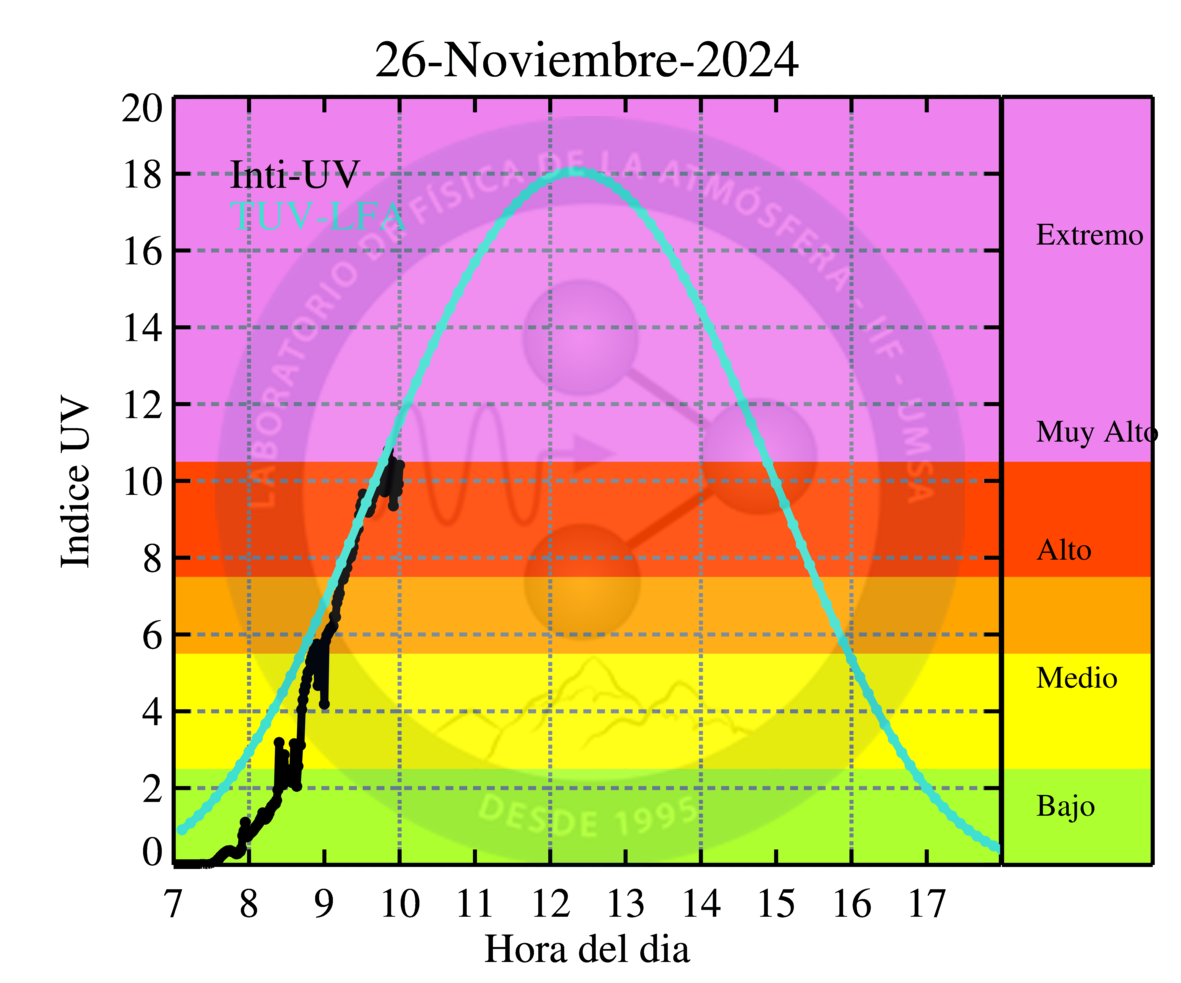 26-Noviembre-2024
20
18
16
14
12
10
8
6
4
2
0
Indice UV
Inti-UV
TUV-LFA
LABORATORIO DE FÍSICA DE LA ATMÓSFERA - IIF - UMSA
DESDE 1995
Extremo
Muy Alto
Alto
Medio
Bajo
7 8 9 10 11 12 13 14 15 16 17
Hora del dia